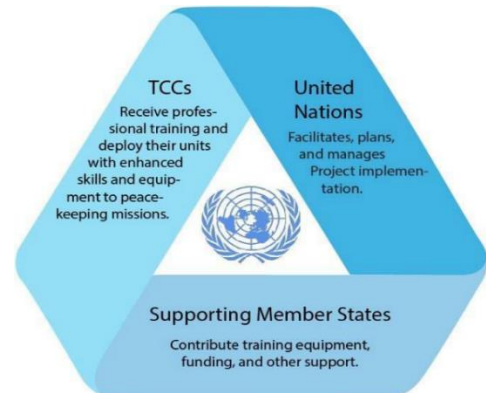 TCCs
Receive profes-
sional training and
deploy their units
with enhanced
skills and equip-
ment to peace-
keeping missions.
United
Nations
Facilitates, plans,
and manages
Project implemen-
tation.
Supporting Member States
Contribute training equipment,
funding, and other support.